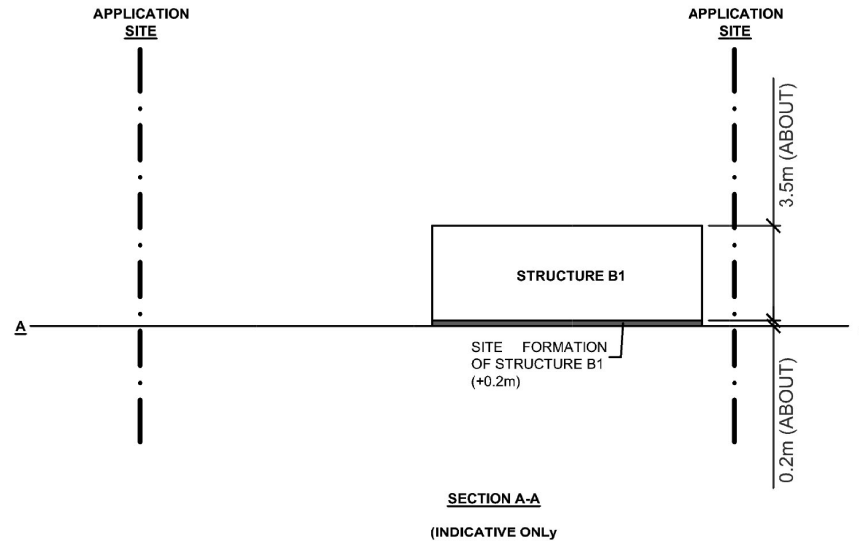 APPLICATION
SITE
APPLICATION
SITE
3.5m (ABOUT)
STRUCTURE B1
A
SITE FORMATION
OF STRUCTURE B1
(+0.2m)
0.2m (ABOUT)
SECTION A-A
(INDICATIVE ONLy